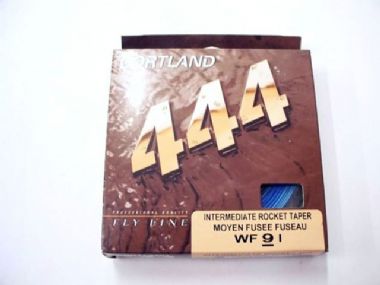 CORTLAND
444
PROFESSIONAL QUALITY
FLY LINE
INTERMEDIATE ROCKET TAPER
MOYEN FUSEE FUSEAU
WF 9 I